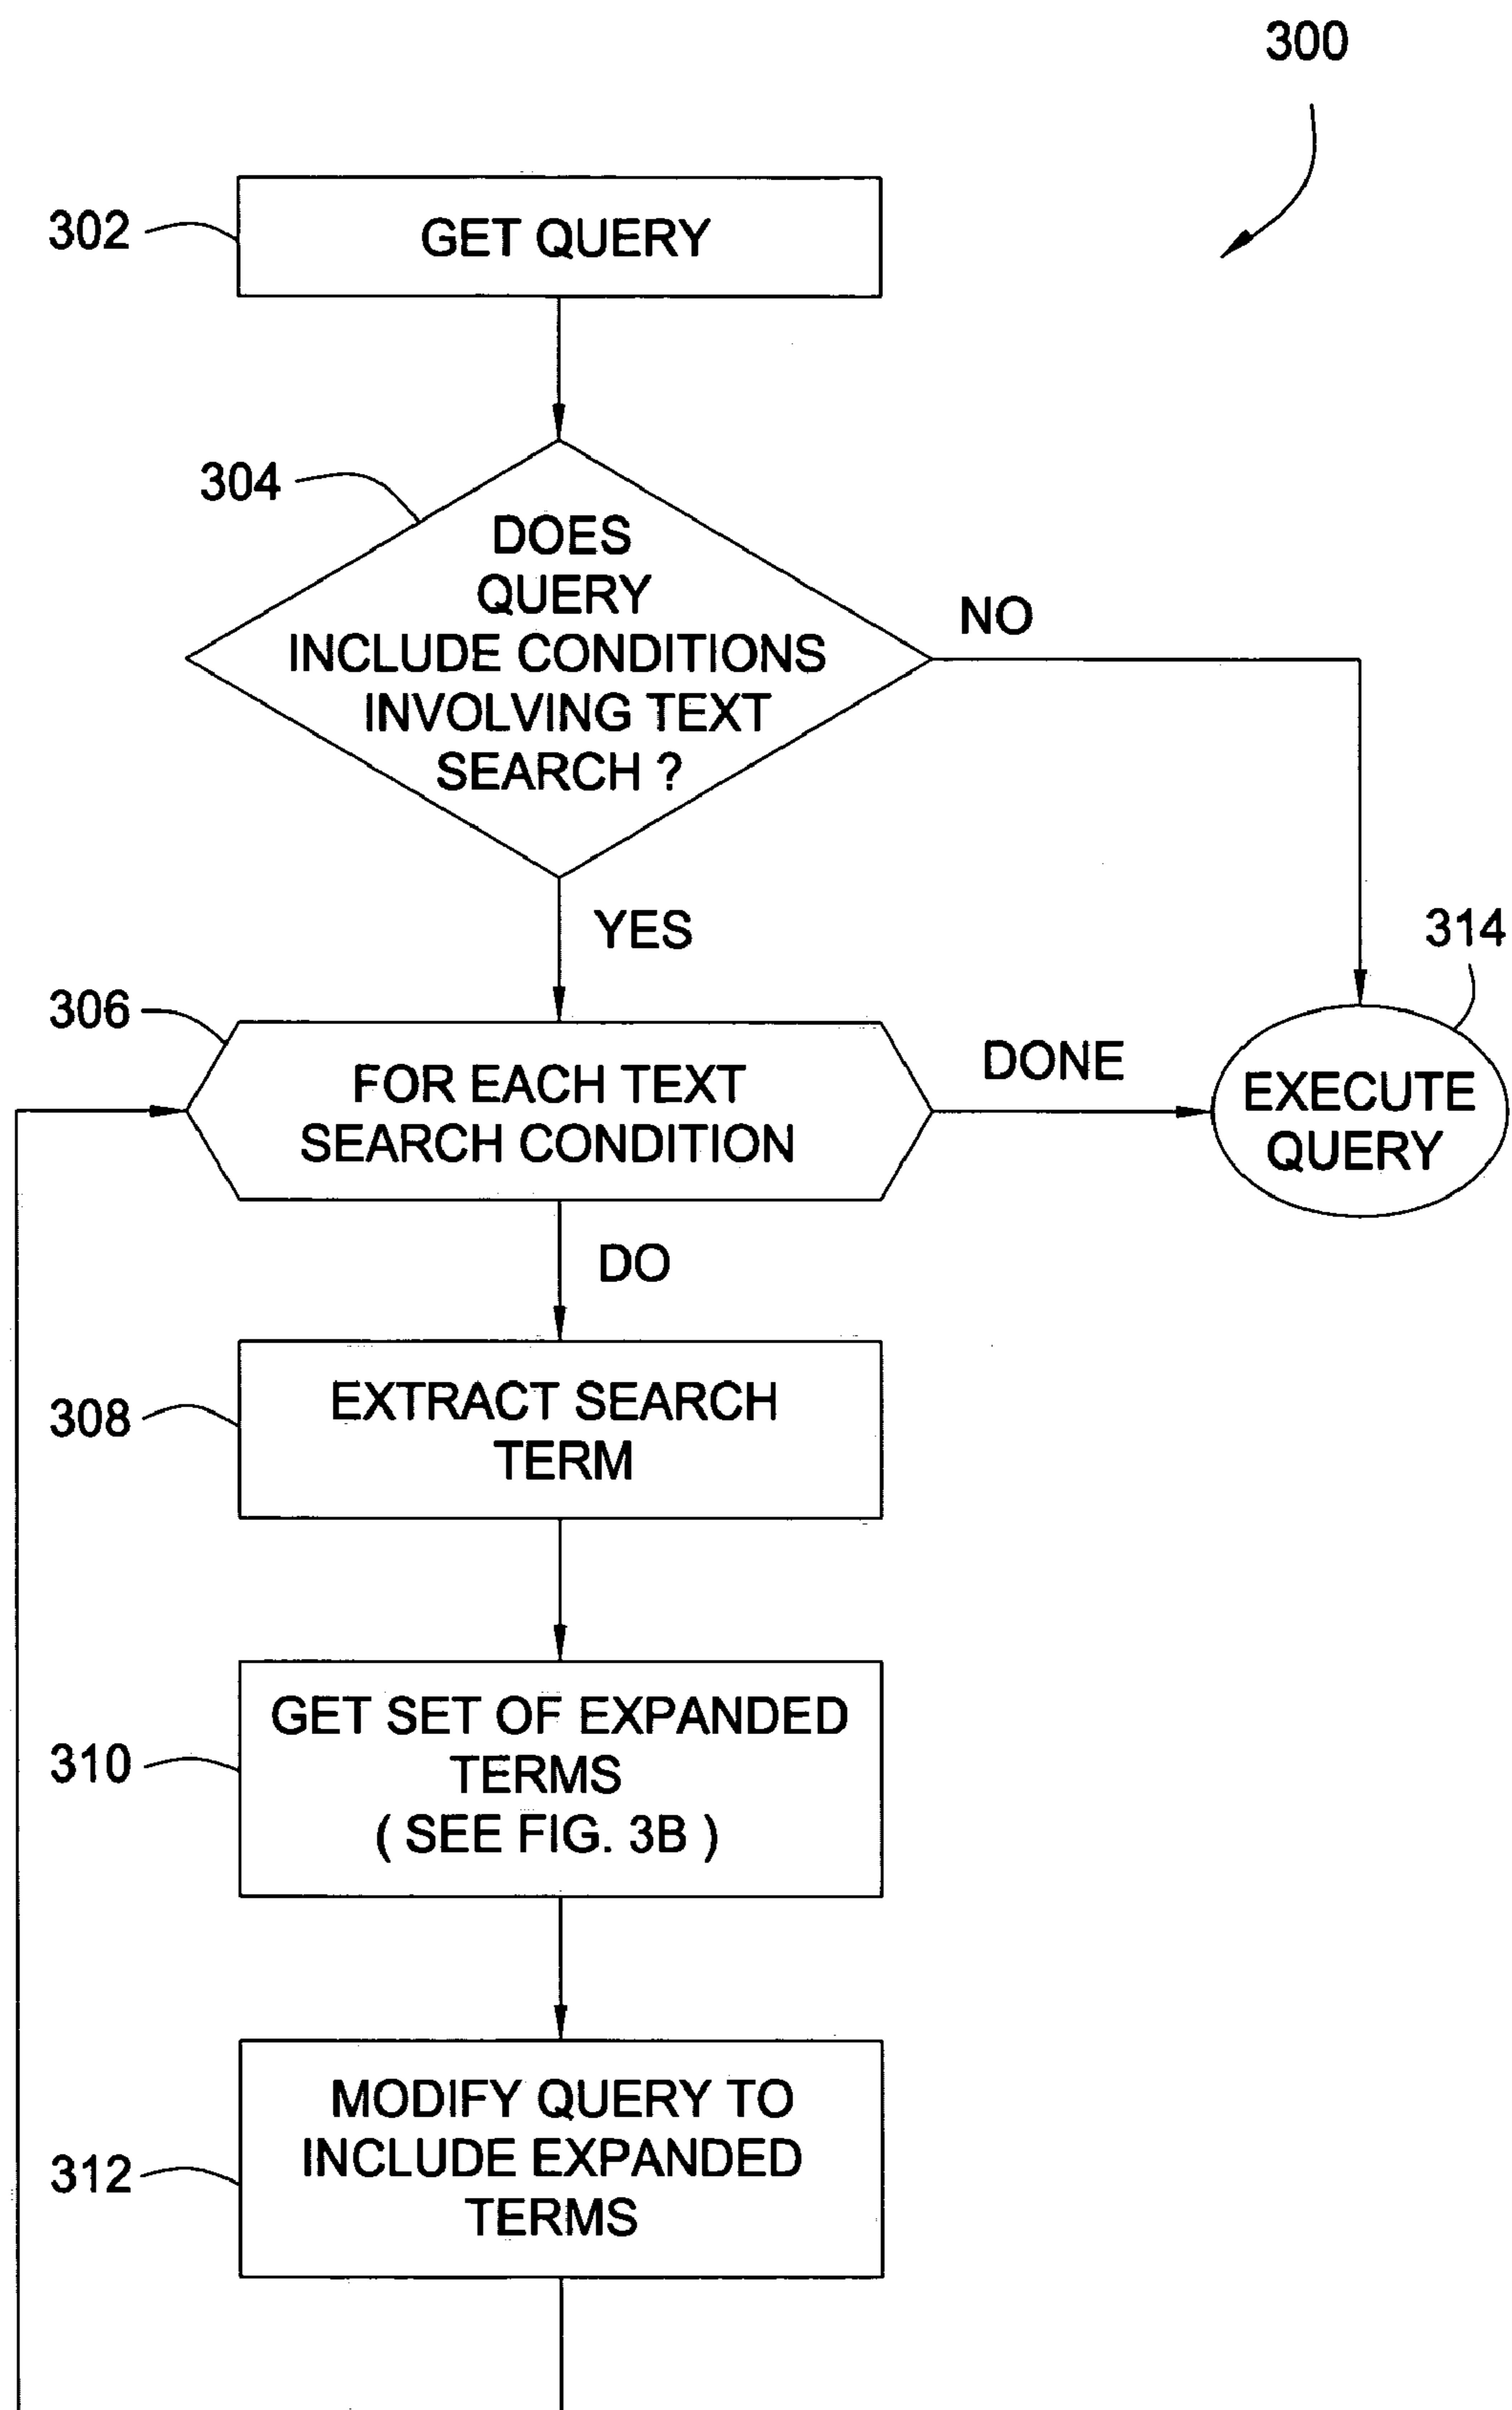 300
302
GET QUERY
304
DOES
QUERY
INCLUDE CONDITIONS
INVOLVING TEXT
SEARCH ?
NO
YES
314
306
FOR EACH TEXT
SEARCH CONDITION
DONE
EXECUTE
QUERY
DO
308
EXTRACT SEARCH
TERM
310
GET SET OF EXPANDED
TERMS
( SEE FIG. 3B )
312
MODIFY QUERY TO
INCLUDE EXPANDED
TERMS